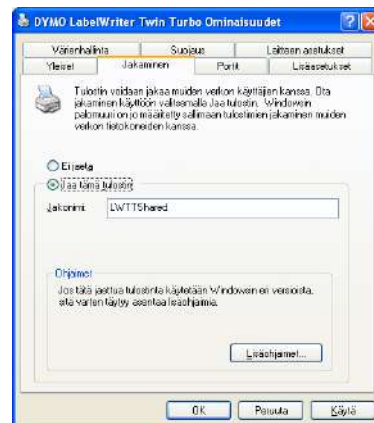 DYMO LabelWriter Twin Turbo Ominaisuudet
Värienhallinta Suojaus Laitteen asetukset
Yleiset Jakaminen Portit Lisäasetukset
Tulostin voidaan jakaa muiden verkon käyttäjien kanssa. Ota
jakaminen käyttöön valitsemalla Jaa tulostin. Windowsin
palomuuri on jo määritetty sallimaan tulostimien jakaminen muiden
verkon tietokoneiden kanssa.
Ei jaeta
Jaa tämä tulostin
Jakonimi: LWTTShared
Ohjaimet
Jos tätä jaettua tulostinta käytetään Windowsin eri versioista,
sitä varten täytyy asentaa lisäohjaimia.
Lisäohjaimet...
OK Peruuta Käytä